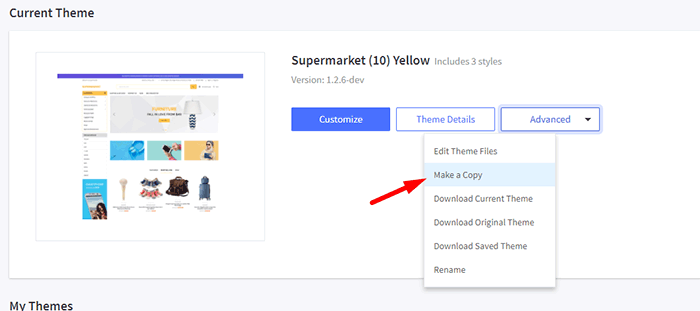 Current Theme
Supermarket (10) Yellow Includes 3 styles
Version: 1.2.6-dev
Customize Theme Details Advanced
Edit Theme Files
Make a Copy
Download Current Theme
Download Original Theme
Download Saved Theme
Rename
FURNITURE
My Themes